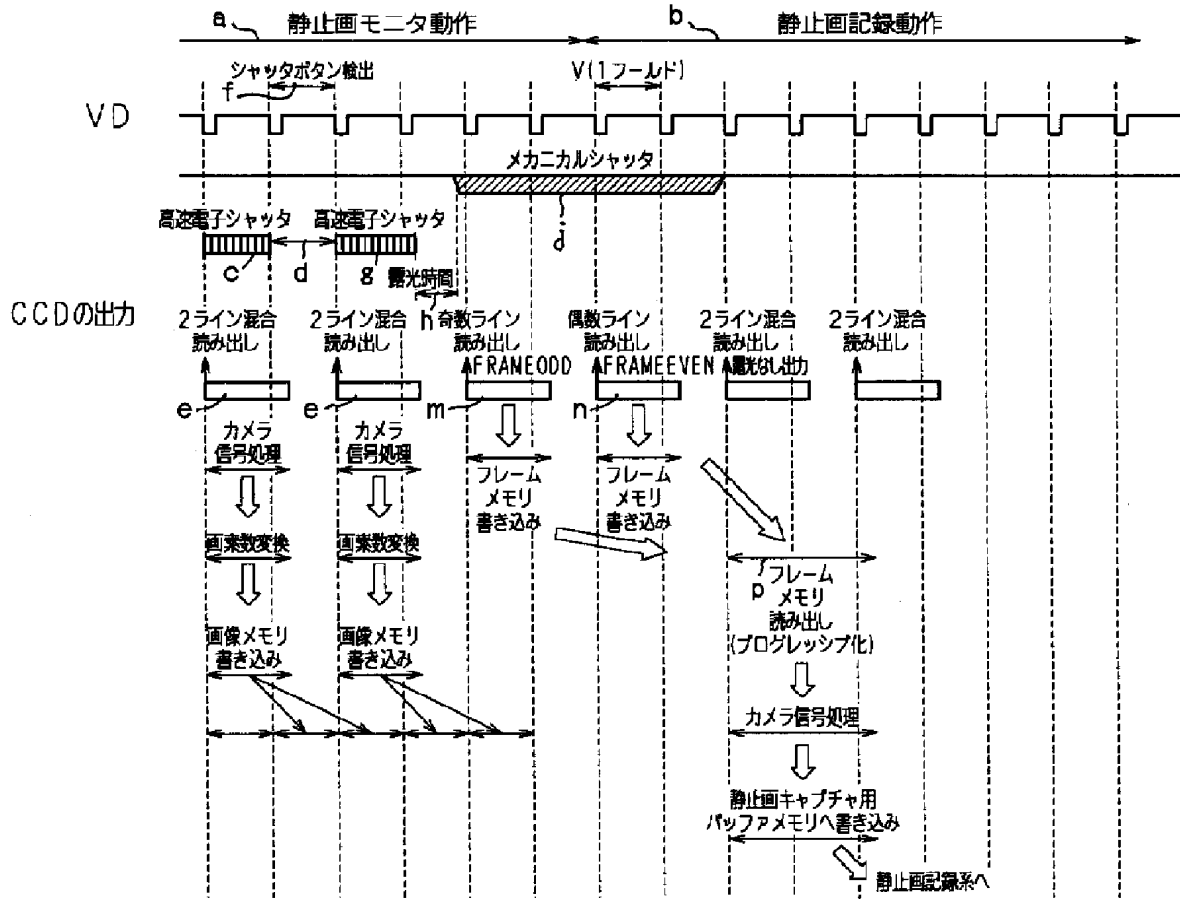 a 静止画モニタ動作 b 静止画記録動作
シャッタボタン検出 V(1フールド)
f
VD
メカニカルシャッタ
j
高速電子シャッタ 高速電子シャッタ
c d g
露光時間
h
CCDの出力
2ライン混合 2ライン混合 奇数ライン 偶数ライン 2ライン混合 2ライン混合
読み出し 読み出し 読み出し 読み出し 読み出し 読み出し
FRAMEODD FRAMEEVEN 露光なし出力
e e m n
カメラ カメラ
信号処理 信号処理
フレーム フレーム
メモリ メモリ
書き込み 書き込み
画素数変換 画素数変換
p フレーム
メモリ
読み出し
(プログレッシブ化)
画像メモリ 画像メモリ
書き込み 書き込み
カメラ信号処理
静止画キャプチャ用
バッファメモリへ書き込み
静止画記録系へ